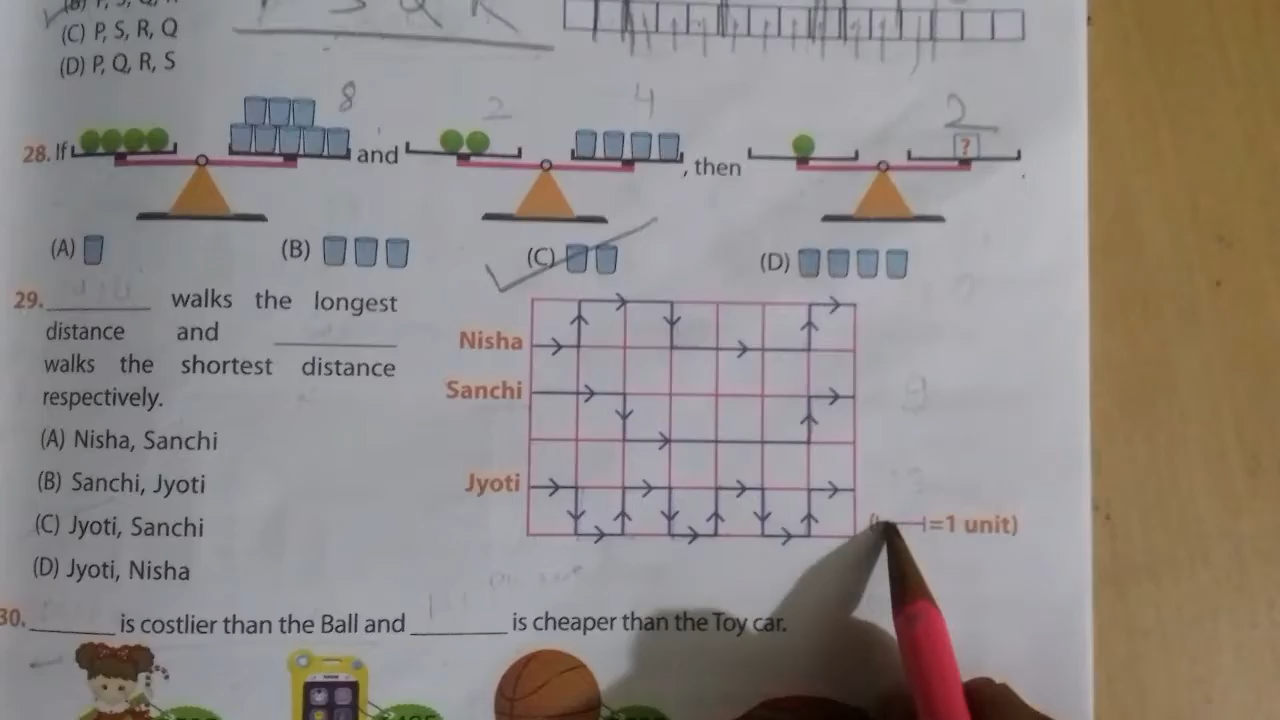 (C) P, S, R, Q
P S Q R
(D) P, Q, R, S
8
2
4
2
28. If
and
, then
?
.
(A)
(B)
(C)
(D)
29. ________ walks the longest
distance and ________
walks the shortest distance
respectively.
(A) Nisha, Sanchi
(B) Sanchi, Jyoti
(C) Jyoti, Sanchi
(D) Jyoti, Nisha
Nisha
Sanchi
Jyoti
=1 unit)
30. ______ is costlier than the Ball and _______ is cheaper than the Toy car.